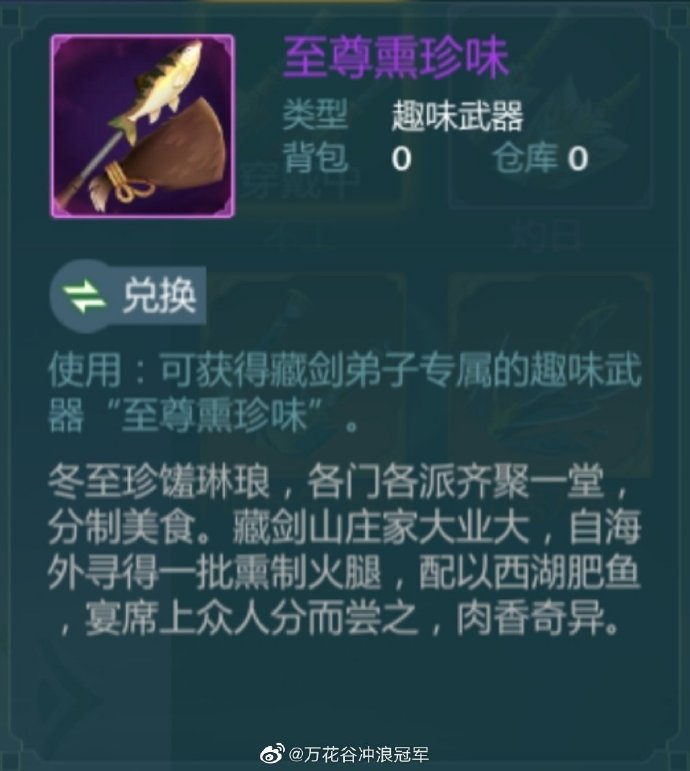 至尊熏珍味
类型 趣味武器
背包 0 仓库 0
穿戴中
灼日
兑换
使用：可获得藏剑弟子专属的趣味武
器“至尊熏珍味”。
冬至珍馐琳琅，各门各派齐聚一堂，
分制美食。藏剑山庄家大业大，自海
外寻得一批熏制火腿，配以西湖肥鱼
，宴席上众人分而尝之，肉香奇异。
@万花谷冲浪冠军